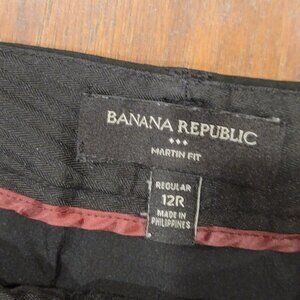 BANANA REPUBLIC
MARTIN FIT
REGULAR
12R
MADE IN
PHILIPPINES